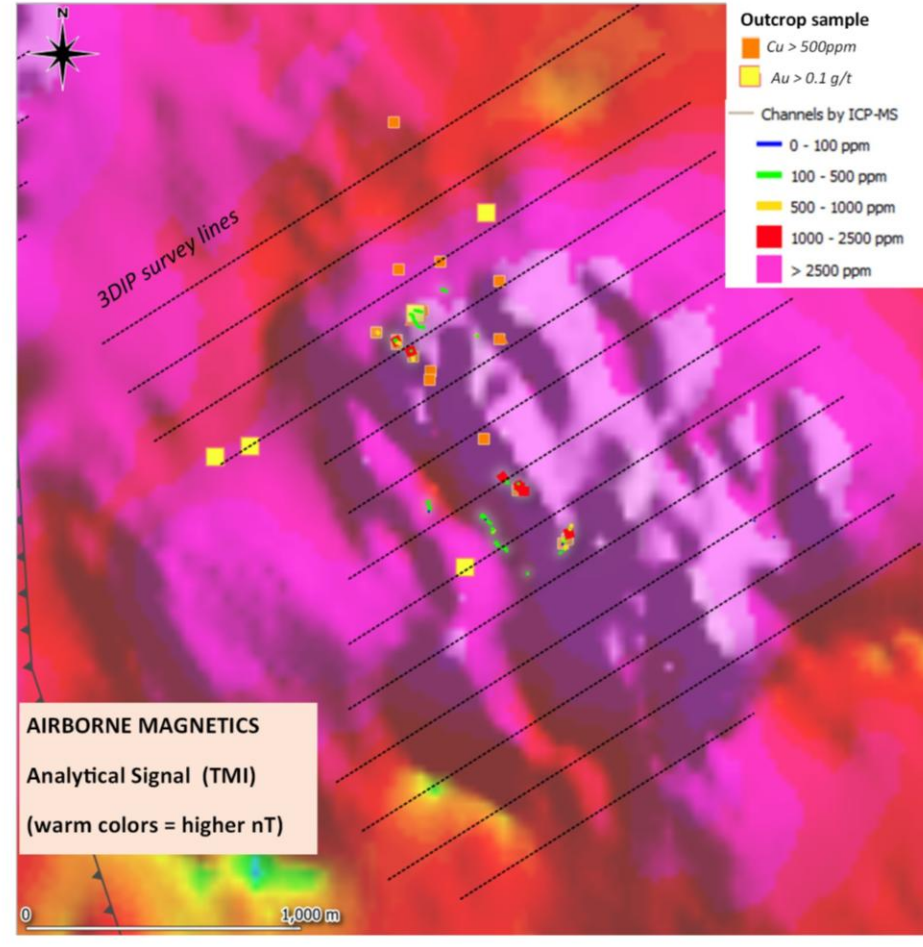 N
Outcrop sample
Cu > 500ppm
Au > 0.1 g/t
Channels by ICP-MS
0 - 100 ppm
100 - 500 ppm
500 - 1000 ppm
1000 - 2500 ppm
> 2500 ppm
3DIP survey lines
AIRBORNE MAGNETICS
Analytical Signal (TMI)
(warm colors = higher nT)
0 1,000 m